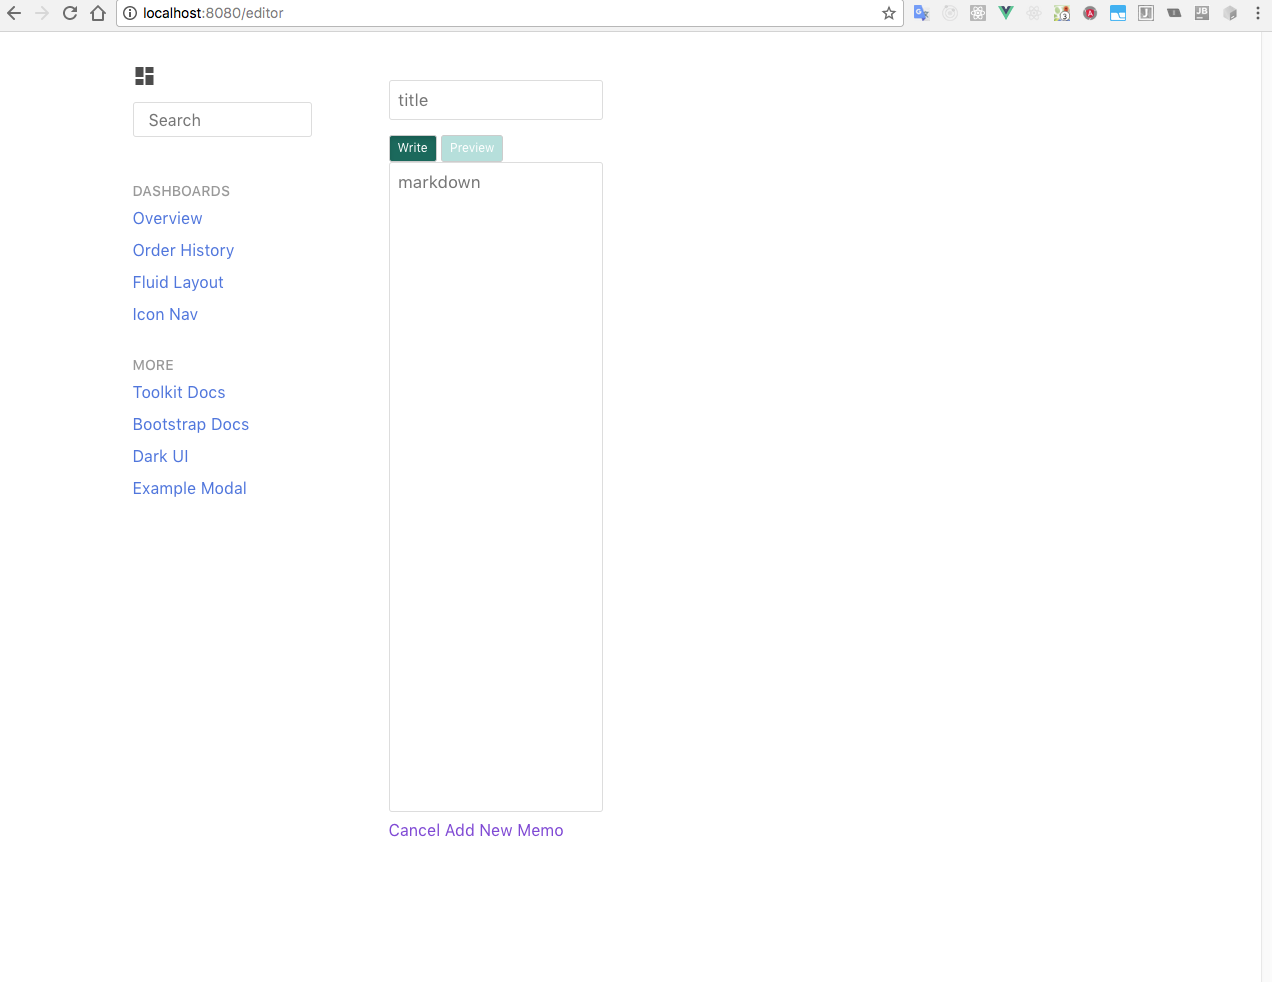 localhost:8080/editor
Search
DASHBOARDS
Overview
Order History
Fluid Layout
Icon Nav
MORE
Toolkit Docs
Bootstrap Docs
Dark UI
Example Modal
title
Write Preview
markdown
Cancel Add New Memo